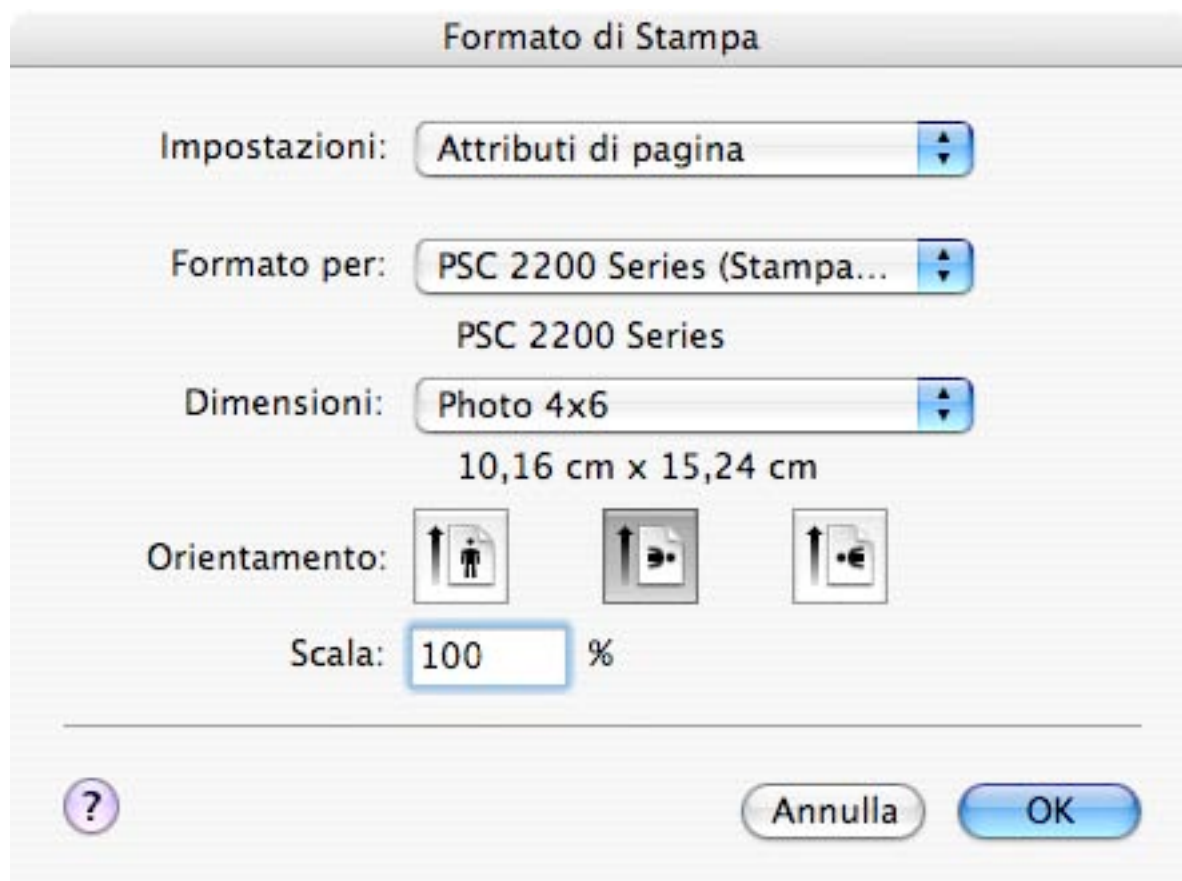 Formato di Stampa
Impostazioni: Attributi di pagina
Formato per: PSC 2200 Series (Stampa...
PSC 2200 Series
Dimensioni: Photo 4x6
10,16 cm x 15,24 cm
Orientamento:
Scala: 100 %
? Annulla OK